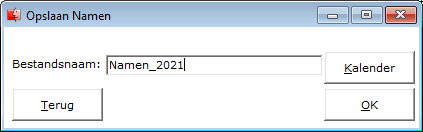 Opslaan Namen
Bestandsnaam: Namen_2021
Kalender
Terug
OK